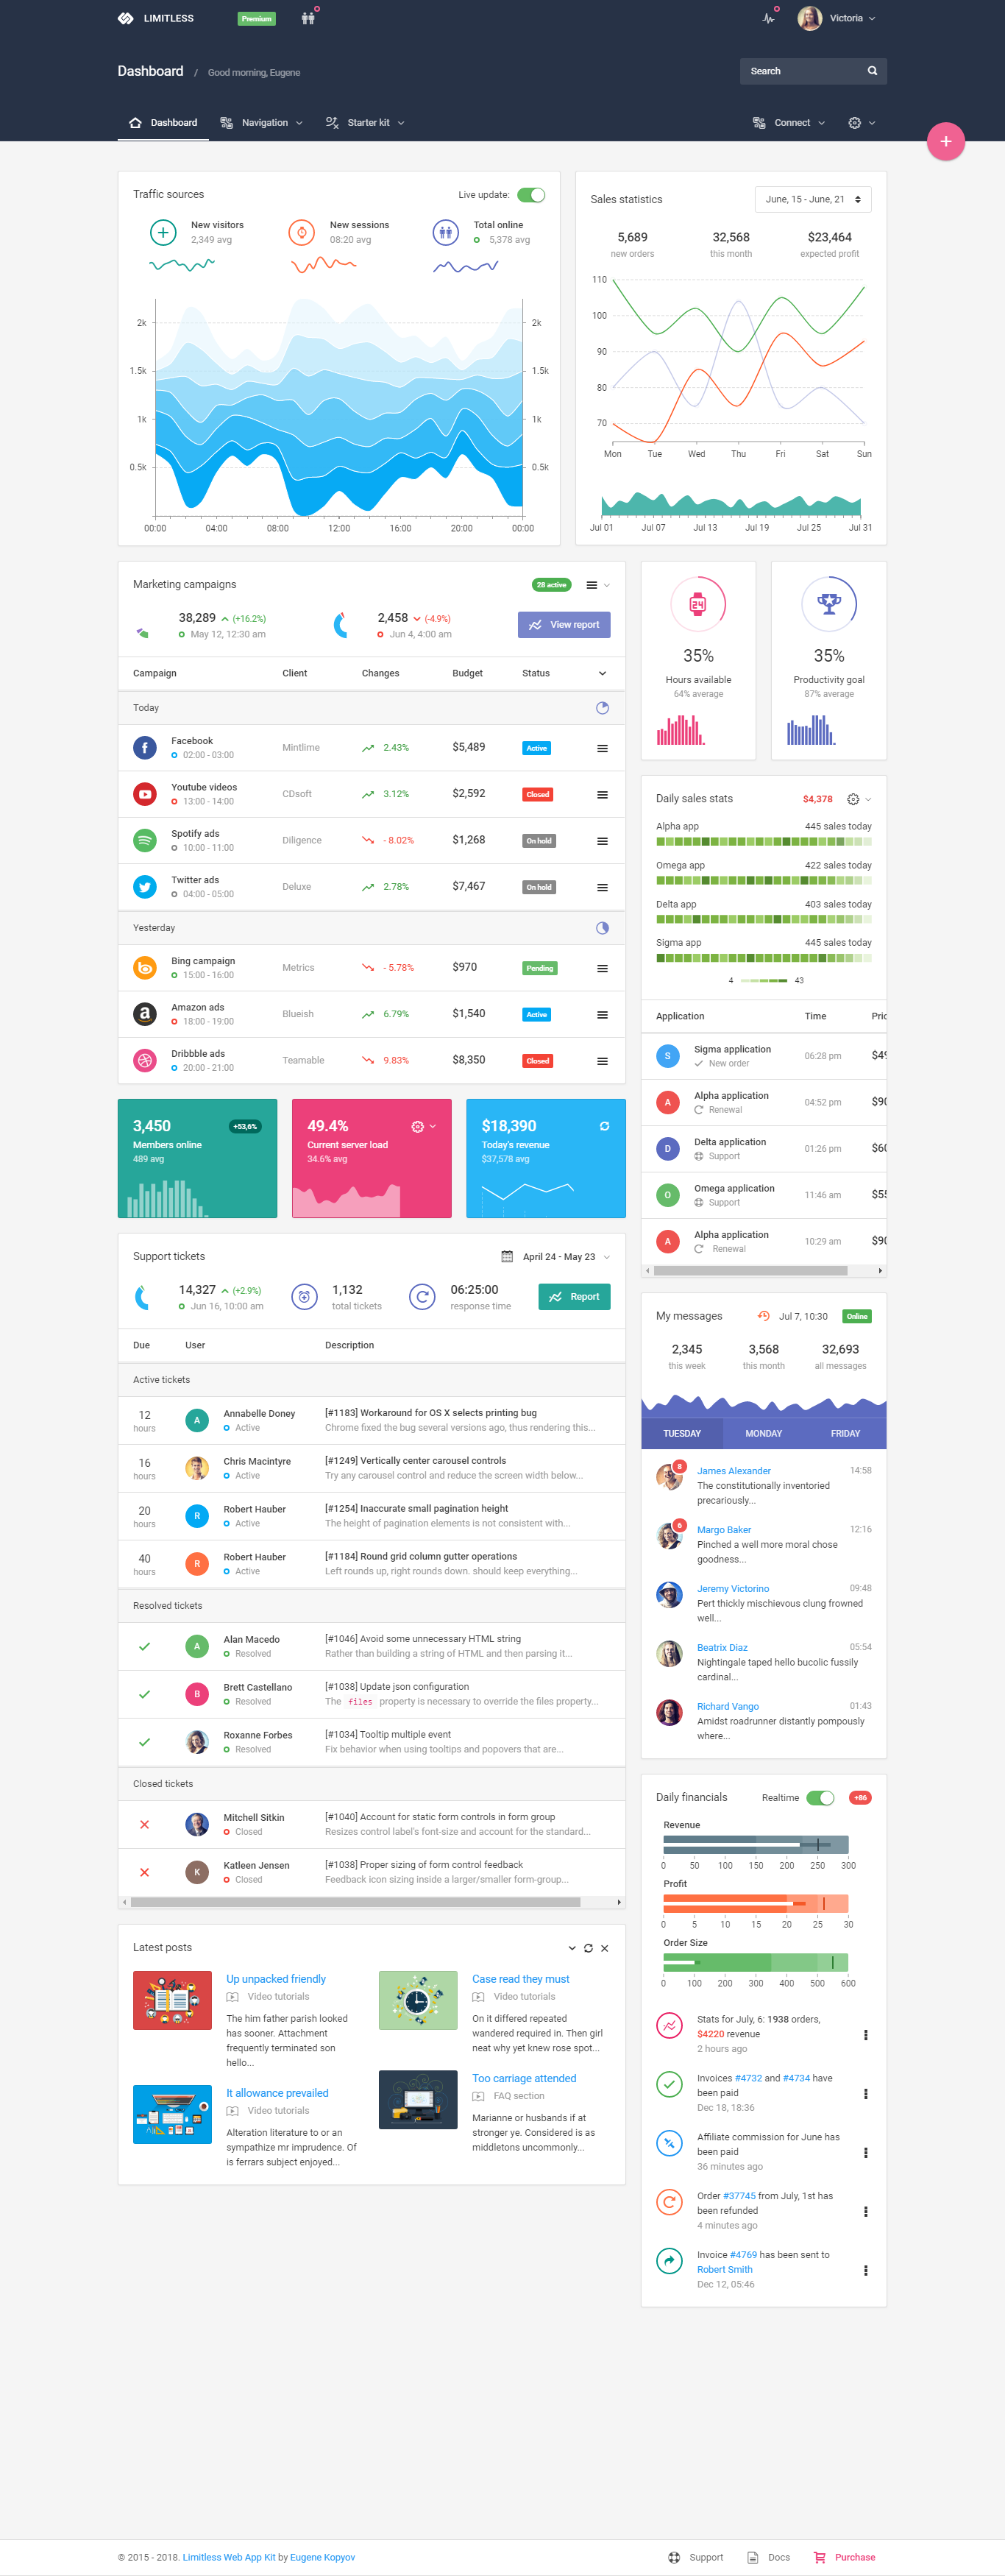 LIMITLESS
Premium
Victoria
Dashboard / Good morning, Eugene
Search
Dashboard
Navigation
Starter kit
Connect
Traffic sources
Live update:
New visitors
2,349 avg
New sessions
08:20 avg
Total online
5,378 avg
2k
1.5k
1k
0.5k
2k
1.5k
1k
0.5k
00:00 04:00 08:00 12:00 16:00 20:00 00:00
Sales statistics
June, 15 - June, 21
5,689
new orders
32,568
this month
$23,464
expected profit
110
100
90
80
70
Mon Tue Wed Thu Fri Sat Sun
Jul 01 Jul 07 Jul 13 Jul 19 Jul 25 Jul 31
Marketing campaigns
28 active
38,289 (+16.2%)
May 12, 12:30 am
2,458 (-4.9%)
Jun 4, 4:00 am
View report
Campaign Client Changes Budget Status
Today
Facebook
02:00 - 03:00
Mintlime 2.43% $5,489 Active
Youtube videos
13:00 - 14:00
CDsoft 3.12% $2,592 Closed
Spotify ads
10:00 - 11:00
Diligence - 8.02% $1,268 On hold
Twitter ads
04:00 - 05:00
Deluxe 2.78% $7,467 On hold
Yesterday
Bing campaign
15:00 - 16:00
Metrics - 5.78% $970 Pending
Amazon ads
18:00 - 19:00
Blueish 6.79% $1,540 Active
Dribbble ads
20:00 - 21:00
Teamable 9.83% $8,350 Closed
24
35%
Hours available
64% average
35%
Productivity goal
87% average
Daily sales stats
$4,378
Alpha app 445 sales today
Omega app 422 sales today
Delta app 403 sales today
Sigma app 445 sales today
4 43
Application Time Pric
S
Sigma application
New order
06:28 pm $49
A
Alpha application
Renewal
04:52 pm $90
D
Delta application
Support
01:26 pm $60
O
Omega application
Support
11:46 am $55
A
Alpha application
Renewal
10:29 am $90
3,450
+53,6%
Members online
489 avg
49.4%
Current server load
34.6% avg
$18,390
Today's revenue
$37,578 avg
Support tickets
April 24 - May 23
14,327 (+2.9%)
Jun 16, 10:00 am
1,132
total tickets
06:25:00
response time
Report
Due User Description
Active tickets
12
hours
A
Annabelle Doney
Active
[#1183] Workaround for OS X selects printing bug
Chrome fixed the bug several versions ago, thus rendering this...
16
hours
Chris Macintyre
Active
[#1249] Vertically center carousel controls
Try any carousel control and reduce the screen width below...
20
hours
R
Robert Hauber
Active
[#1254] Inaccurate small pagination height
The height of pagination elements is not consistent with...
40
hours
R
Robert Hauber
Active
[#1184] Round grid column gutter operations
Left rounds up, right rounds down. should keep everything...
Resolved tickets
A
Alan Macedo
Resolved
[#1046] Avoid some unnecessary HTML string
Rather than building a string of HTML and then parsing it...
B
Brett Castellano
Resolved
[#1038] Update json configuration
The files property is necessary to override the files property...
Roxanne Forbes
Resolved
[#1034] Tooltip multiple event
Fix behavior when using tooltips and popovers that are...
Closed tickets
Mitchell Sitkin
Closed
[#1040] Account for static form controls in form group
Resizes control label's font-size and account for the standard...
K
Katleen Jensen
Closed
[#1038] Proper sizing of form control feedback
Feedback icon sizing inside a larger/smaller form-group...
My messages
Jul 7, 10:30
Online
2,345
this week
3,568
this month
32,693
all messages
TUESDAY MONDAY FRIDAY
8
James Alexander 14:58
The constitutionally inventoried
precariously...
6
Margo Baker 12:16
Pinched a well more moral chose
goodness...
Jeremy Victorino 09:48
Pert thickly mischievous clung frowned
well...
Beatrix Diaz 05:54
Nightingale taped hello bucolic fussily
cardinal...
Richard Vango 01:43
Amidst roadrunner distantly pompously
where...
Daily financials
Realtime
+86
Revenue
0 50 100 150 200 250 300
Profit
0 5 10 15 20 25 30
Order Size
0 100 200 300 400 500 600
Stats for July, 6: 1938 orders,
$4220 revenue
2 hours ago
Invoices #4732 and #4734 have
been paid
Dec 18, 18:36
Affiliate commission for June has
been paid
36 minutes ago
Order #37745 from July, 1st has
been refunded
4 minutes ago
Invoice #4769 has been sent to
Robert Smith
Dec 12, 05:46
Latest posts
Up unpacked friendly
Video tutorials
The him father parish looked
has sooner. Attachment
frequently terminated son
hello...
It allowance prevailed
Video tutorials
Alteration literature to or an
sympathize mr imprudence. Of
is ferrars subject enjoyed...
Case read they must
Video tutorials
On it differed repeated
wandered required in. Then girl
neat why yet knew rose spot...
Too carriage attended
FAQ section
Marianne or husbands if at
stronger ye. Considered is as
middletons uncommonly...
© 2015 - 2018. Limitless Web App Kit by Eugene Kopyov
Support
Docs
Purchase